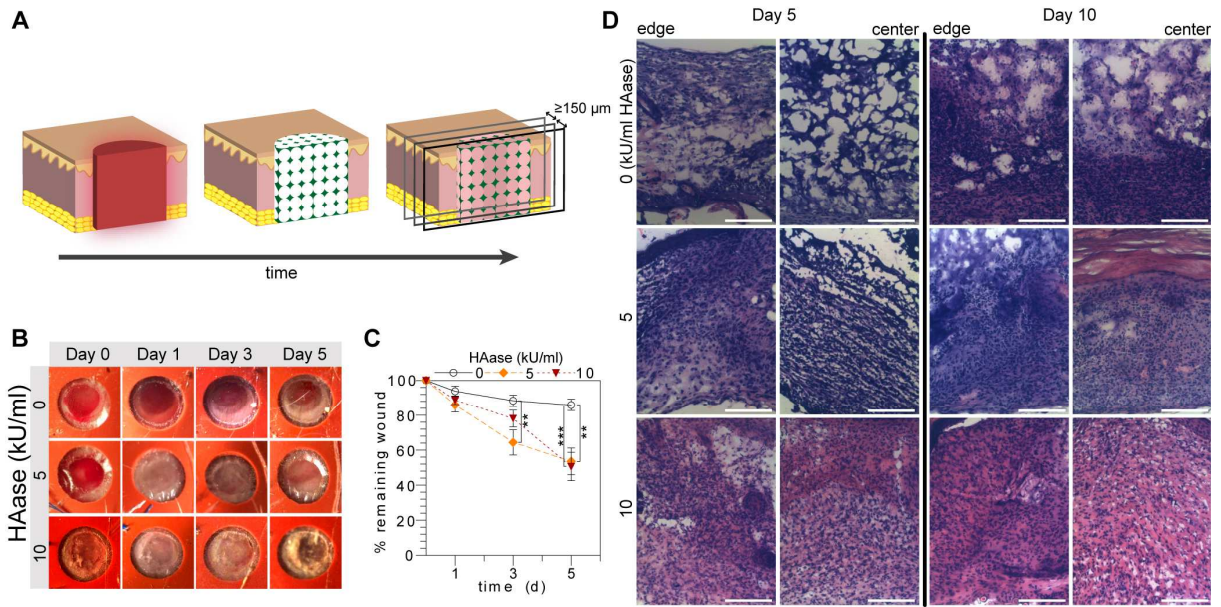 A
≥150 µm
time
B
Day 0 Day 1 Day 3 Day 5
HAase (kU/ml)
0
5
10
C
HAase (kU/ml)
0 5 10
% remaining wound
100
80
60
40
20
0
**
***
**
1 3 5
time (d)
D
Day 5 Day 10
edge center edge center
0 (kU/ml HAase)
5
10